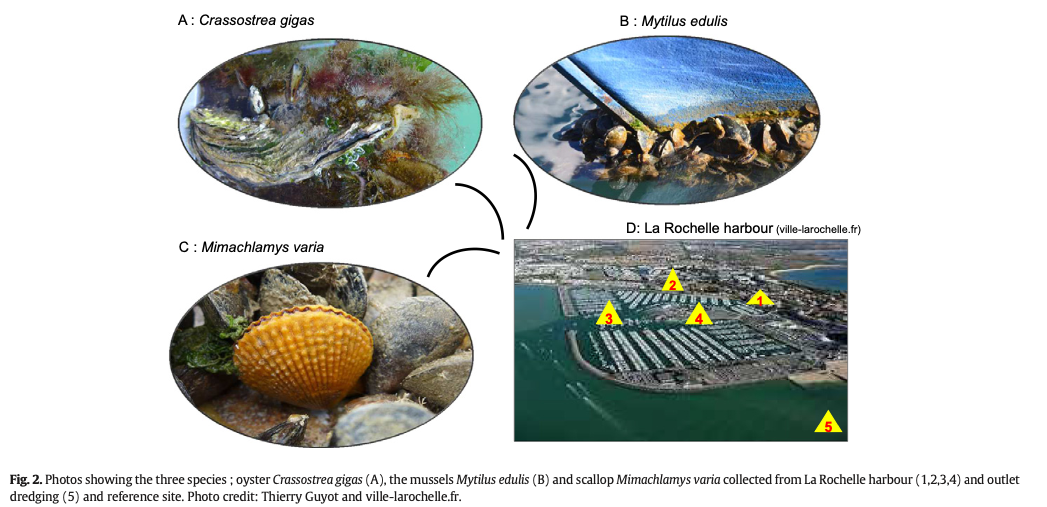 A : Crassostrea gigas
B : Mytilus edulis
C : Mimachlamys varia
D: La Rochelle harbour (ville-larochelle.fr)
2
1
3
4
5
Fig. 2. Photos showing the three species ; oyster Crassostrea gigas (A), the mussels Mytilus edulis (B) and scallop Mimachlamys varia collected from La Rochelle harbour (1,2,3,4) and outlet
dredging (5) and reference site. Photo credit: Thierry Guyot and ville-larochelle.fr.